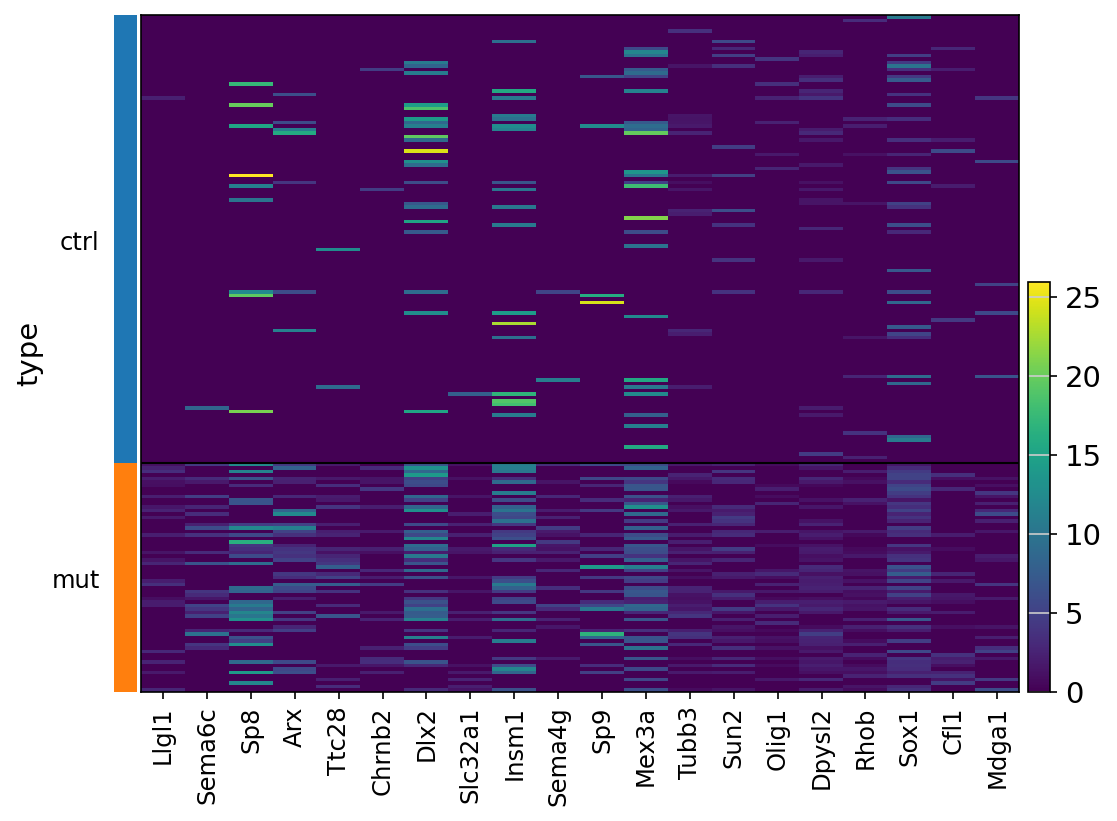 ctrl
mut
type
25
20
15
10
5
0
Llgl1
Sema6c
Sp8
Arx
Ttc28
Chrnb2
Dlx2
Slc32a1
Insm1
Sema4g
Sp9
Mex3a
Tubb3
Sun2
Olig1
Dpysl2
Rhob
Sox1
Cfl1
Mdga1